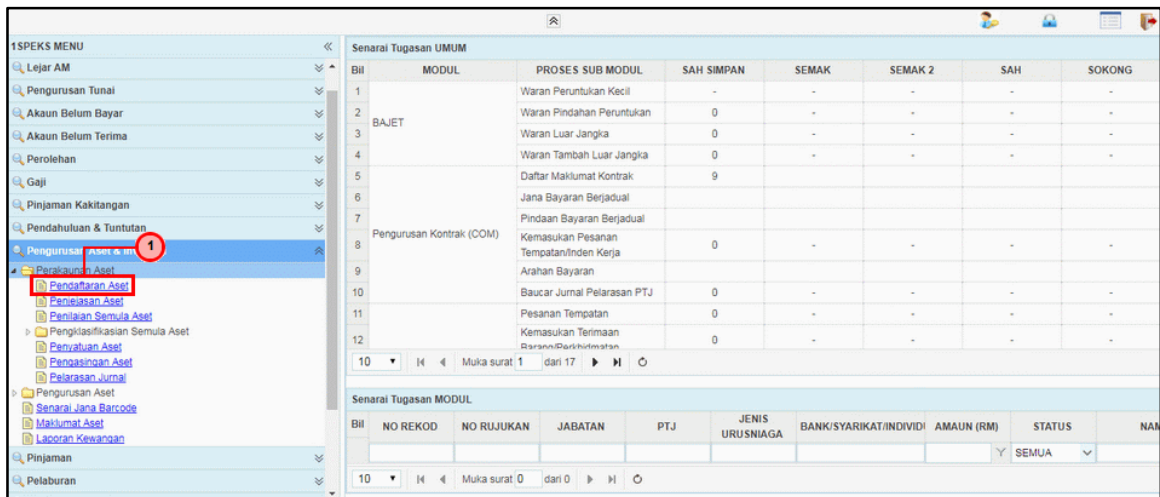 1SPEKS MENU
Lejar AM
Pengurusan Tunai
Akaun Belum Bayar
Akaun Belum Terima
Perolehan
Gaji
Pinjaman Kakitangan
Pendahuluan & Tuntutan
Pengurusan Aset &
1
Perakaunan Aset
Pendaftaran Aset
Penjejasan Aset
Penilaian Semula Aset
Pengklasifikasian Semula Aset
Penyatuan Aset
Pengasingan Aset
Pelarasan Jurnal
Pengurusan Aset
Senarai Jana Barcode
Maklumat Aset
Laporan Kewangan
Pinjaman
Pelaburan
Senarai Tugasan UMUM
Bil MODUL PROSES SUB MODUL SAH SIMPAN SEMAK SEMAK 2 SAH SOKONG
1 Waran Peruntukan Kecil - - - - -
2 Waran Pindahan Peruntukan 0 - - - -
BAJET
3 Waran Luar Jangka 0 - - - -
4 Waran Tambah Luar Jangka 0 - - - -
5 Daftar Maklumat Kontrak 9
6 Jana Bayaran Berjadual
7 Pindaan Bayaran Berjadual
Pengurusan Kontrak (COM)
8 Kemasukan Pesanan
Tempatan/Inden Kerja 0 - - - -
9 Arahan Bayaran
10 Baucar Jurnal Pelarasan PTJ 0 - - - -
11 Pesanan Tempatan 0 - - - -
12 Kemasukan Terimaan
Barang/Perkhidmatan 0 - - - -
10 Muka surat 1 dari 17
Senarai Tugasan MODUL
Bil NO REKOD NO RUJUKAN JABATAN PTJ JENIS
URUSNIAGA BANK/SYARIKAT/INDIVIDU AMAUN (RM) STATUS NAM
SEMUA
10 Muka surat 0 dari 0